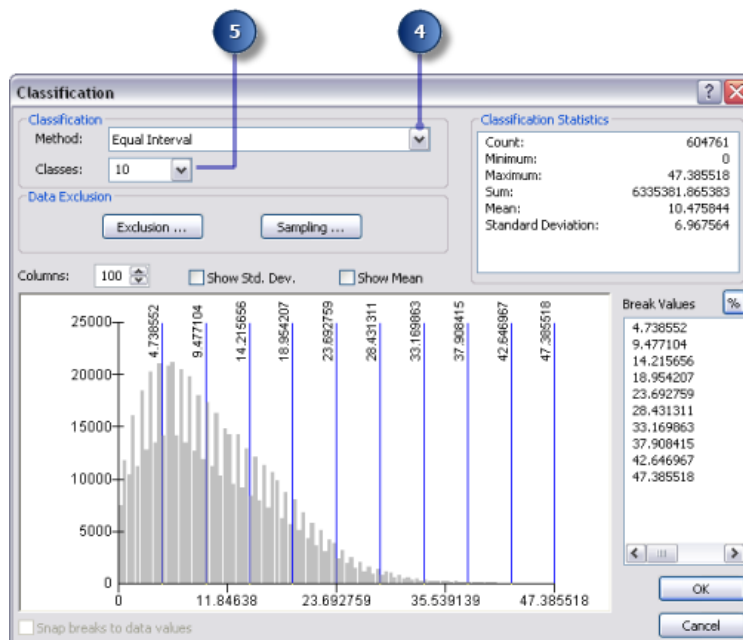 5
4
Classification
?
Classification
Method: Equal Interval
Classes: 10
Classification Statistics
Count: 604761
Minimum: 0
Maximum: 47.385518
Sum: 6335381.865383
Mean: 10.475844
Standard Deviation: 6.967564
Data Exclusion
Exclusion ...
Sampling ...
Columns: 100
Show Std. Dev.
Show Mean
Break Values
%
4.738552
9.477104
14.215656
18.954207
23.692759
28.431311
33.169863
37.908415
42.646967
47.385518
25000
20000
15000
10000
5000
0
4.738552
9.477104
14.215656
18.954207
23.692759
28.431311
33.169863
37.908415
42.646967
47.385518
0
11.84638
23.692759
35.539139
47.385518
Snap breaks to data values
OK
Cancel